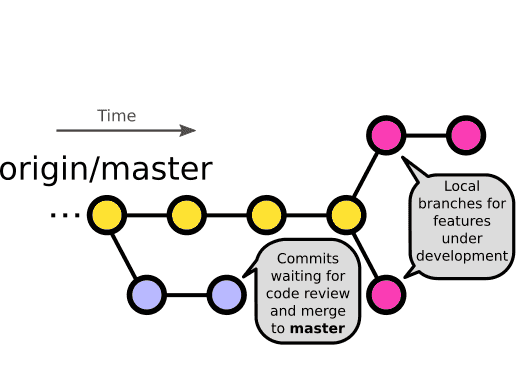 Time
origin/master
...
Local
branches for
features
under
development
Commits
waiting for
code review
and merge
to master